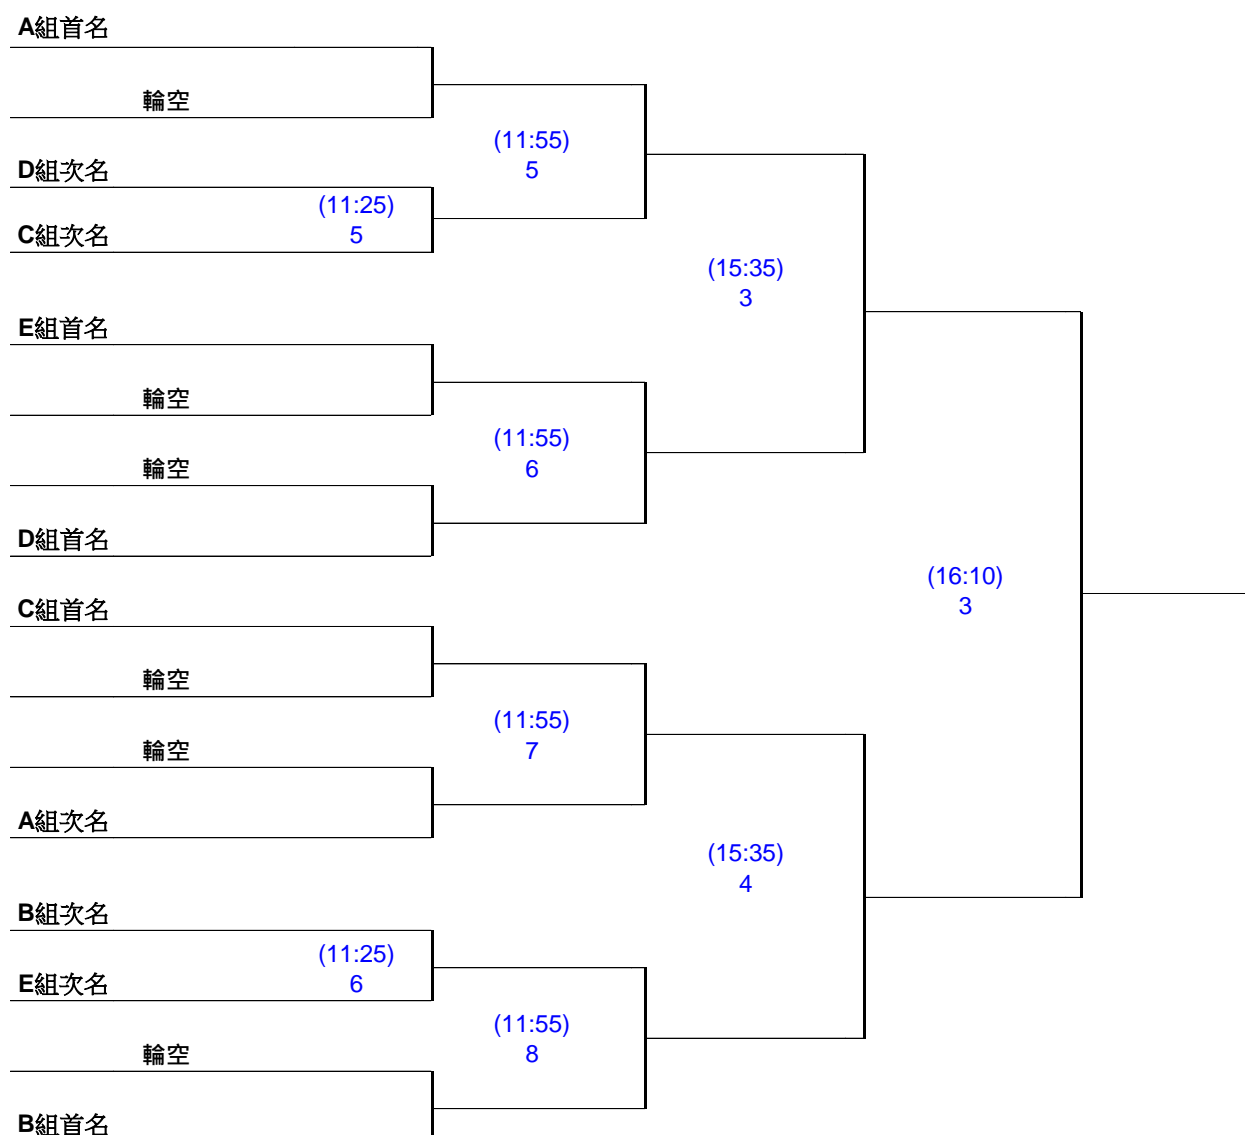 A組首名
輪空
(11:55)
5
D組次名
(11:25)
5
C組次名
(15:35)
3
E組首名
輪空
(11:55)
6
輪空
D組首名
(16:10)
3
C組首名
輪空
(11:55)
7
輪空
A組次名
(15:35)
4
B組次名
(11:25)
6
E組次名
(11:55)
8
輪空
B組首名